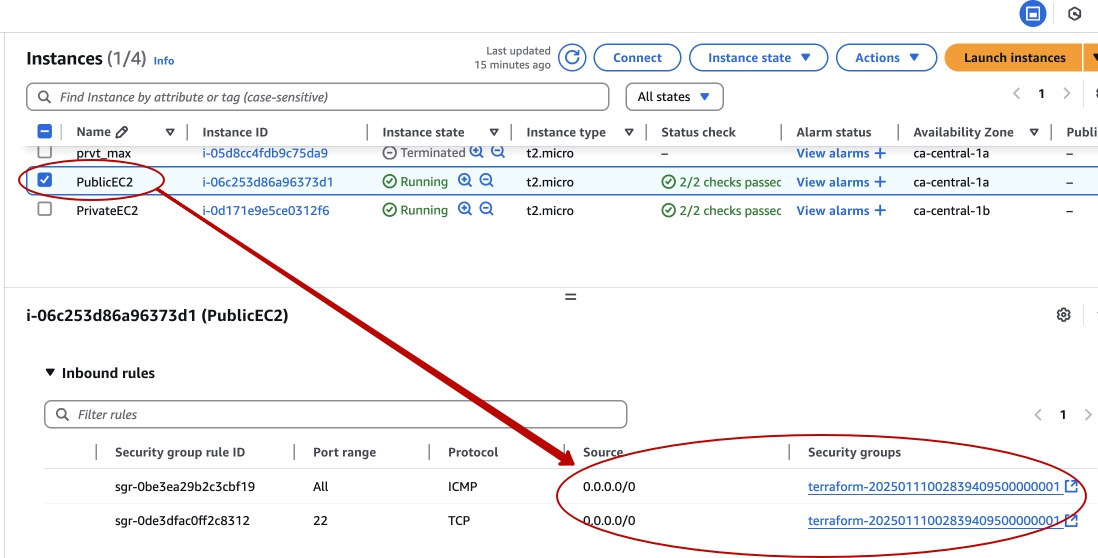 Instances (1/4) Info
Last updated
15 minutes ago
Connect
Instance state
Actions
Launch instances
Find Instance by attribute or tag (case-sensitive)
All states
1
Name Instance ID Instance state Instance type Status check Alarm status Availability Zone Publi
prvt_max i-05d8cc4fdb9c75da9 Terminated t2.micro – View alarms + ca-central-1a –
PublicEC2 i-06c253d86a96373d1 Running t2.micro 2/2 checks passec View alarms + ca-central-1a –
PrivateEC2 i-0d171e9e5ce0312f6 Running t2.micro 2/2 checks passec View alarms + ca-central-1b –
i-06c253d86a96373d1 (PublicEC2)
Inbound rules
Filter rules
1
Security group rule ID Port range Protocol Source Security groups
sgr-0be3ea29b2c3cbf19 All ICMP 0.0.0.0/0 terraform-20250111002839409500000001
sgr-0de3dfac0ff2c8312 22 TCP 0.0.0.0/0 terraform-20250111002839409500000001